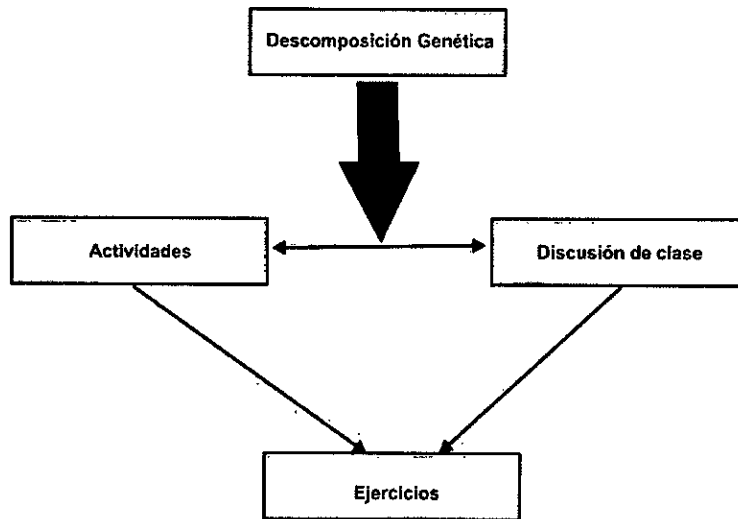 Descomposición Genética
Actividades
Discusión de clase
Ejercicios